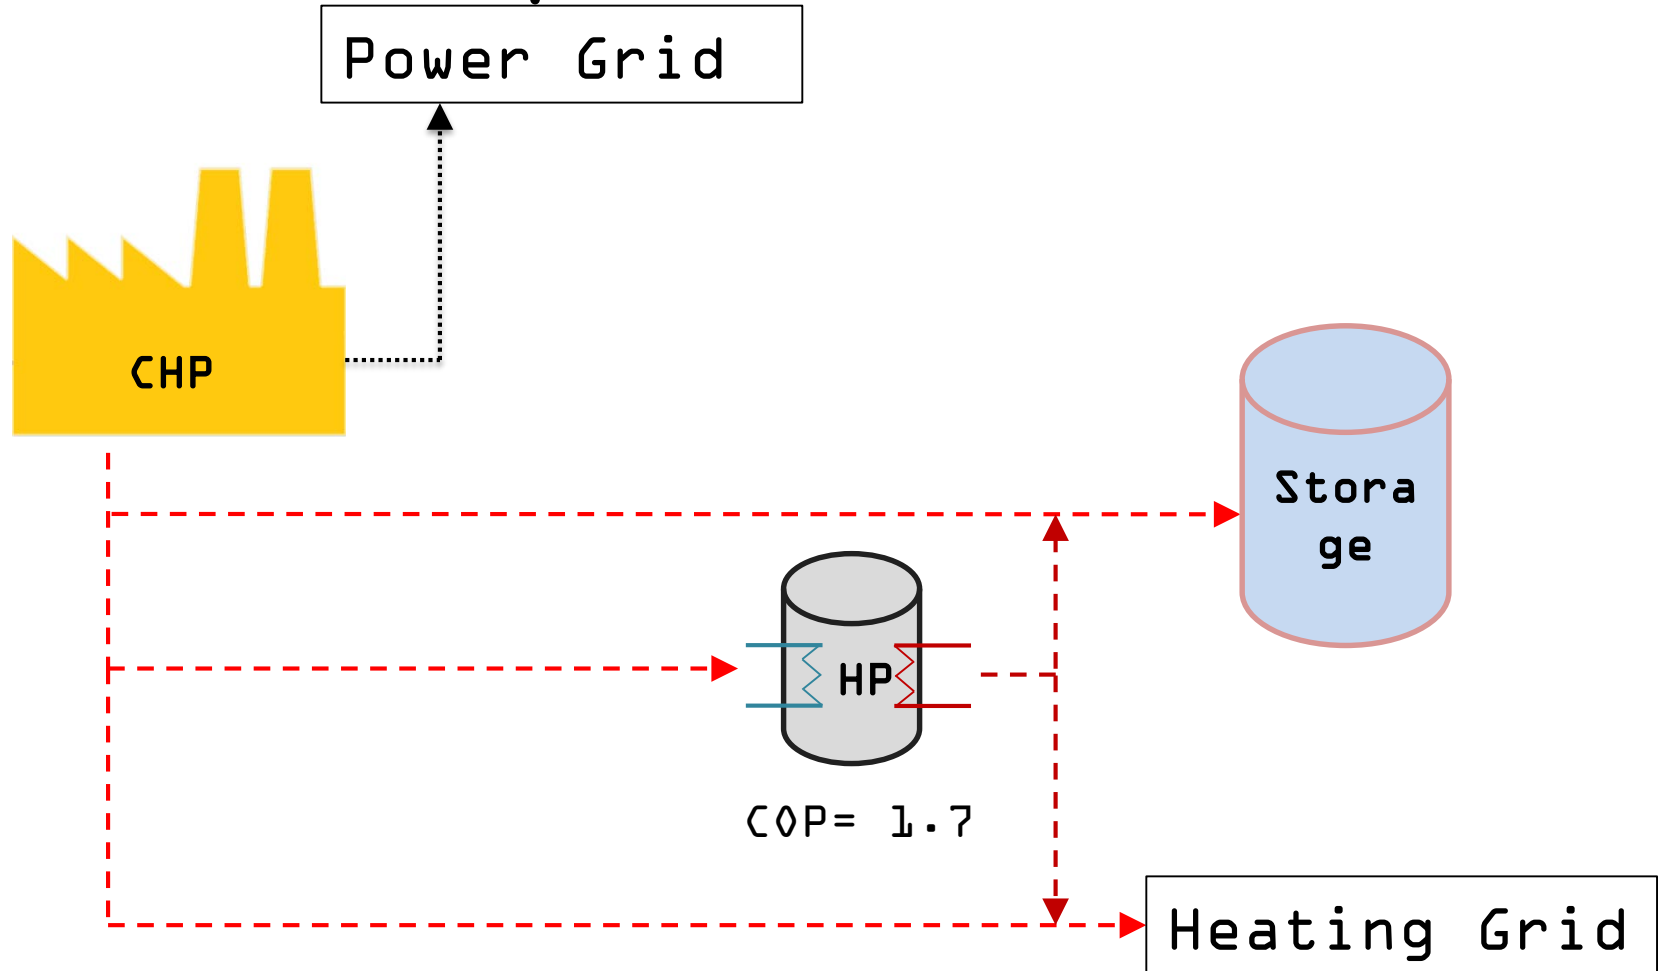 Power Grid
CHP
Stora
ge
HP
COP= 1.7
Heating Grid